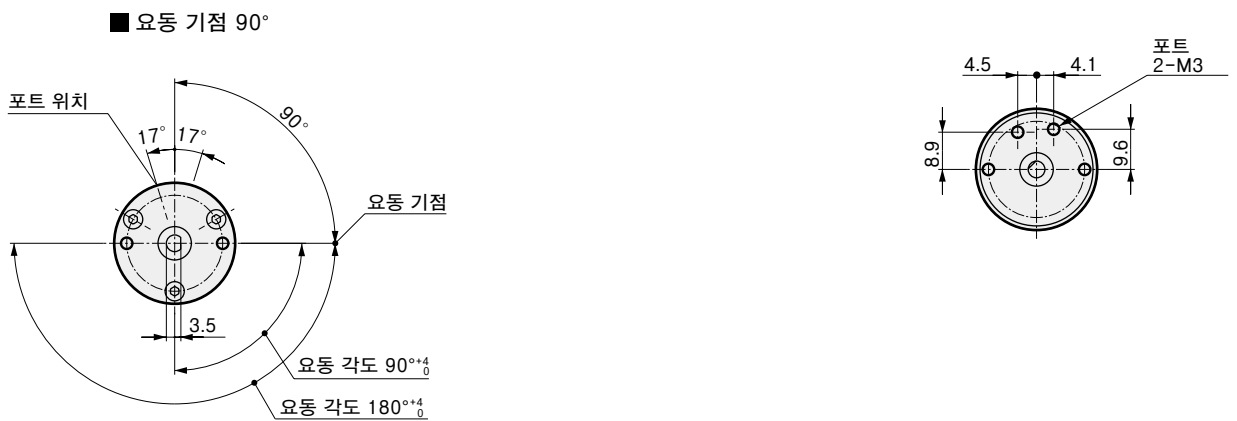 ■ 요동 기점 90°
포트 위치
17° 17°
90°
요동 기점
3.5
요동 각도 90°+4 0
요동 각도 180°+4 0
포트
2-M3
4.5
4.1
8.9
9.6